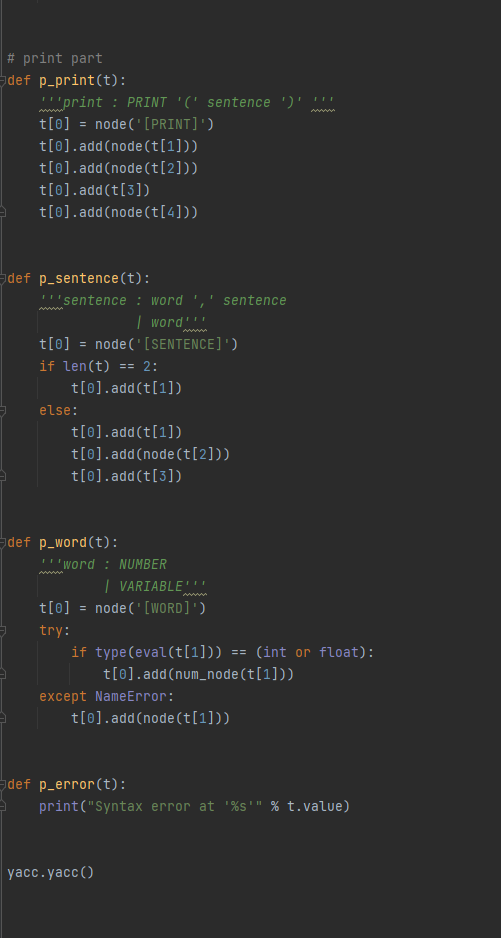 # print part
def p_print(t):
    '''print : PRINT '(' sentence ')' '''
    t[0] = node('[PRINT]')
    t[0].add(node(t[1]))
    t[0].add(node(t[2]))
    t[0].add(t[3])
    t[0].add(node(t[4]))
def p_sentence(t):
    '''sentence : word ',' sentence
                | word'''
    t[0] = node('[SENTENCE]')
    if len(t) == 2:
        t[0].add(t[1])
    else:
        t[0].add(t[1])
        t[0].add(node(t[2]))
        t[0].add(t[3])
def p_word(t):
    '''word : NUMBER
            | VARIABLE'''
    t[0] = node('[WORD]')
    try:
        if type(eval(t[1])) == (int or float):
            t[0].add(num_node(t[1]))
    except NameError:
        t[0].add(node(t[1]))
def p_error(t):
    print("Syntax error at '%s'" % t.value)
yacc.yacc()